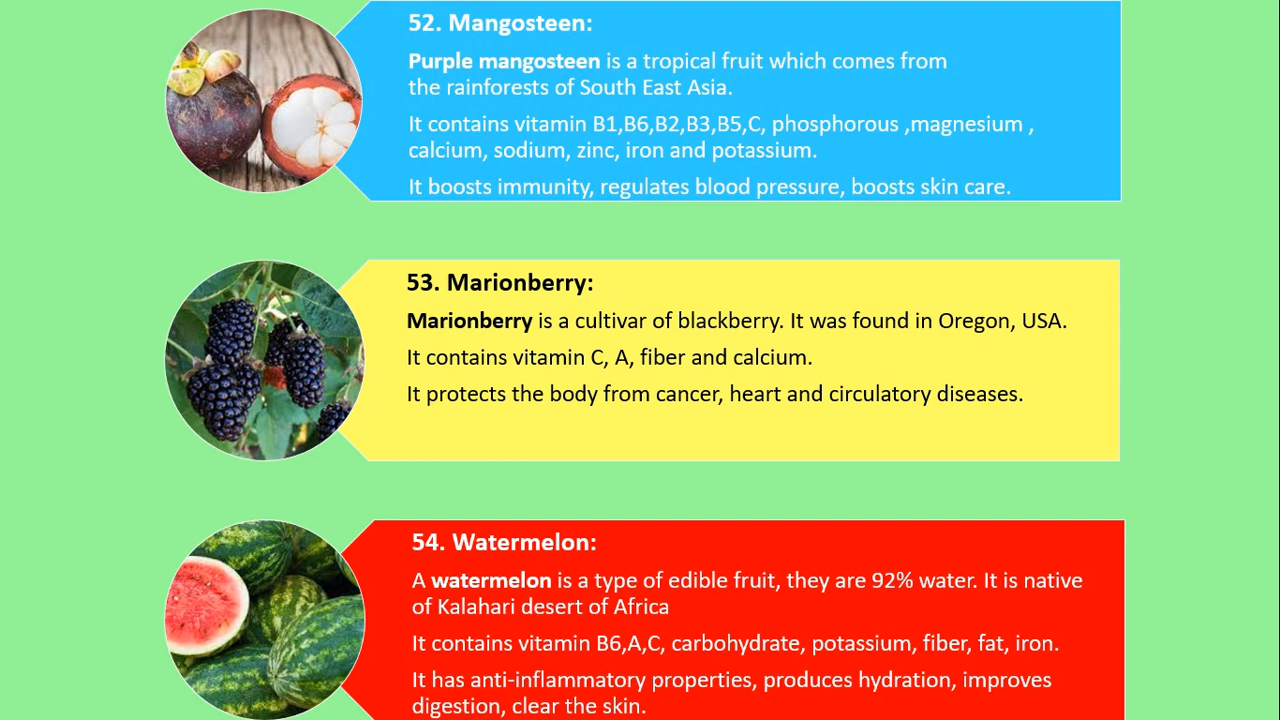 52. Mangosteen:
Purple mangosteen is a tropical fruit which comes from
the rainforests of South East Asia.
It contains vitamin B1,B6,B2,B3,B5,C, phosphorous ,magnesium ,
calcium, sodium, zinc, iron and potassium.
It boosts immunity, regulates blood pressure, boosts skin care.
53. Marionberry:
Marionberry is a cultivar of blackberry. It was found in Oregon, USA.
It contains vitamin C, A, fiber and calcium.
It protects the body from cancer, heart and circulatory diseases.
54. Watermelon:
A watermelon is a type of edible fruit, they are 92% water. It is native
of Kalahari desert of Africa
It contains vitamin B6,A,C, carbohydrate, potassium, fiber, fat, iron.
It has anti-inflammatory properties, produces hydration, improves
digestion, clear the skin.